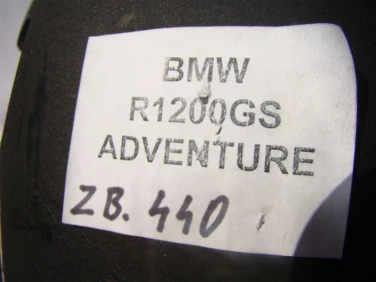 BMW
R1200GS
ADVENTURE
ZB. 440